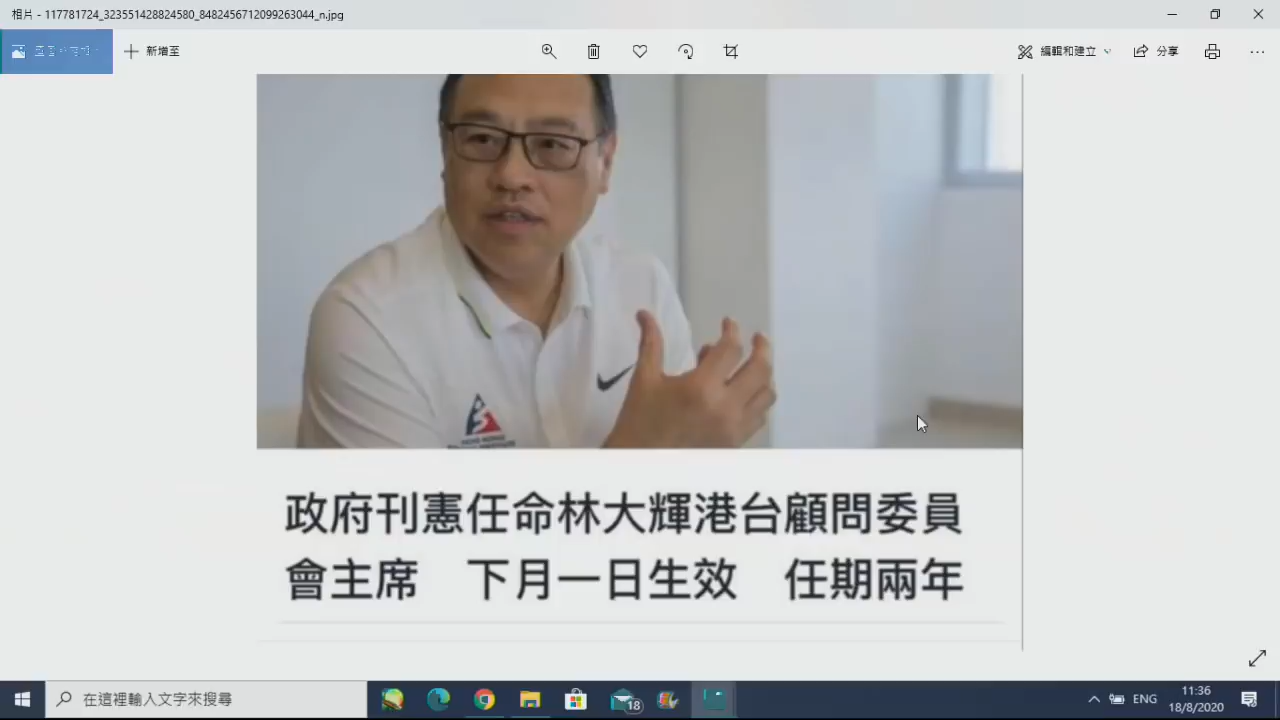 相片 - 117781724_323551428824580_8482456712099263044_n.jpg
新增至
編輯和建立
分享
政府刊憲任命林大輝港台顧問委員
會主席 下月一日生效 任期兩年
在這裡輸入文字來搜尋
18
ENG
11:36
18/8/2020